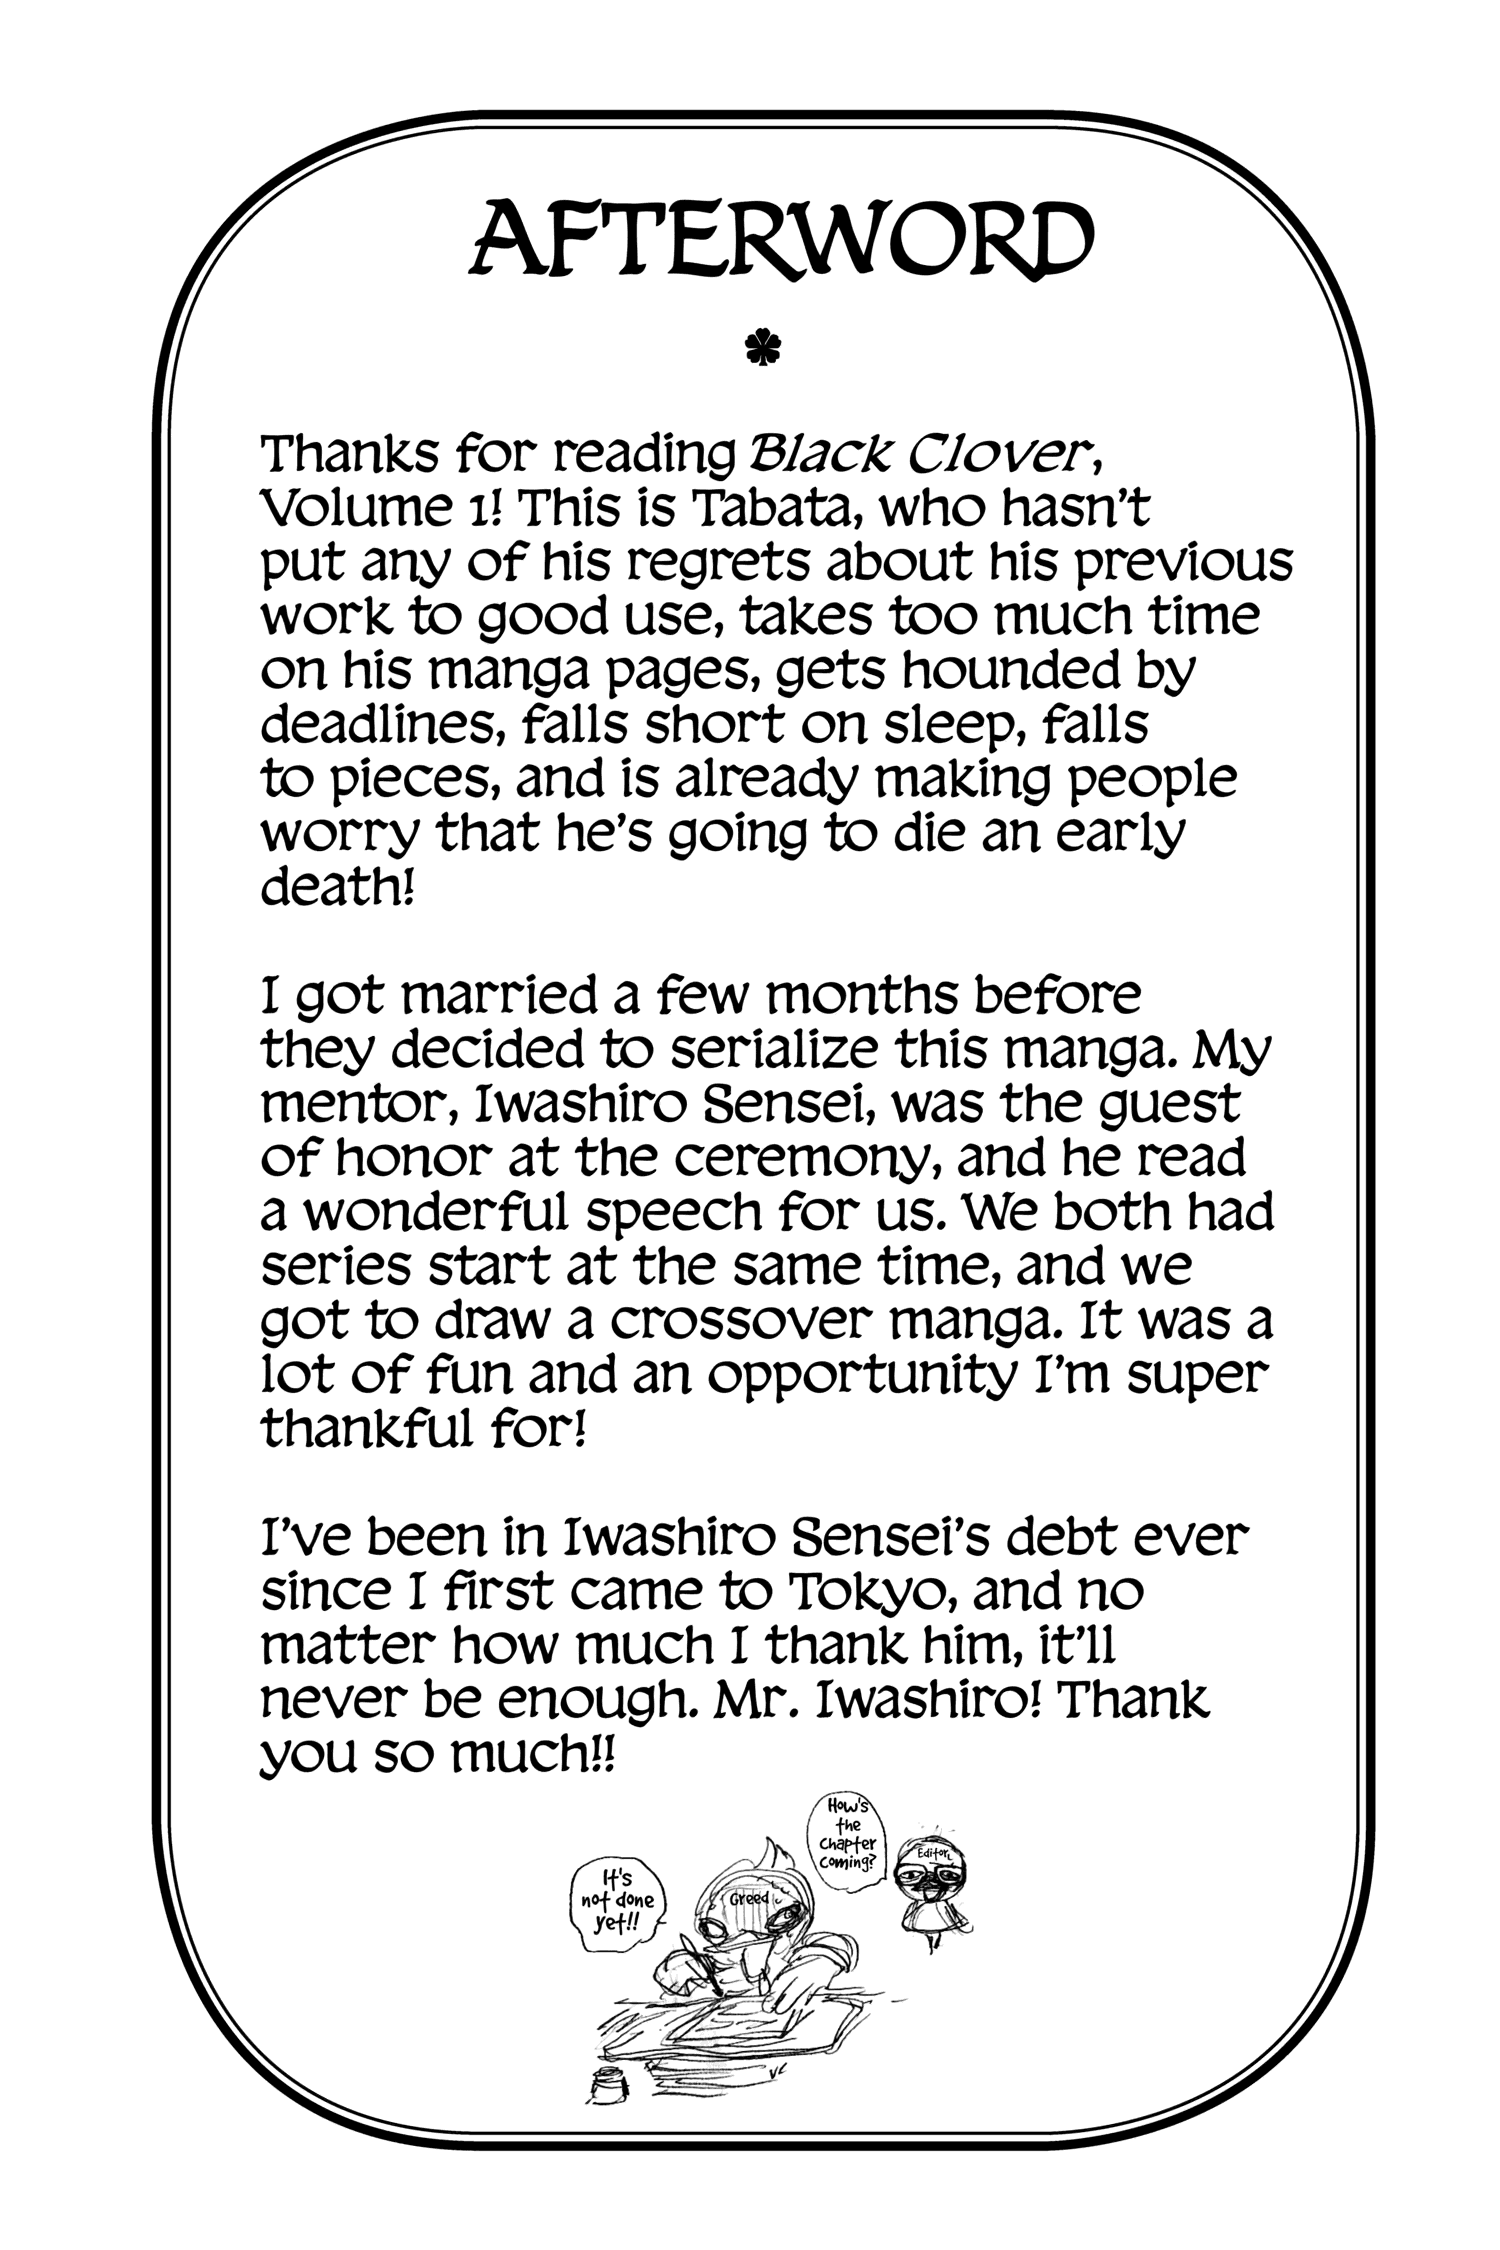 AFTERWORD
Thanks for reading Black Clover,
Volume 1! This is Tabata, who hasn't
put any of his regrets about his previous
work to good use, takes too much time
on his manga pages, gets hounded by
deadlines, falls short on sleep, falls
to pieces, and is already making people
worry that he's going to die an early
death!
I got married a few months before
they decided to serialize this manga. My
mentor, Iwashiro Sensei, was the guest
of honor at the ceremony, and he read
a wonderful speech for us. We both had
series start at the same time, and we
got to draw a crossover manga. It was a
lot of fun and an opportunity I'm super
thankful for!
I've been in Iwashiro Sensei's debt ever
since I first came to Tokyo, and no
matter how much I thank him, it'll
never be enough. Mr. Iwashiro! Thank
you so much!!
How's
the
chapter
coming?
Editor
It's
not done
yet!!
Greed